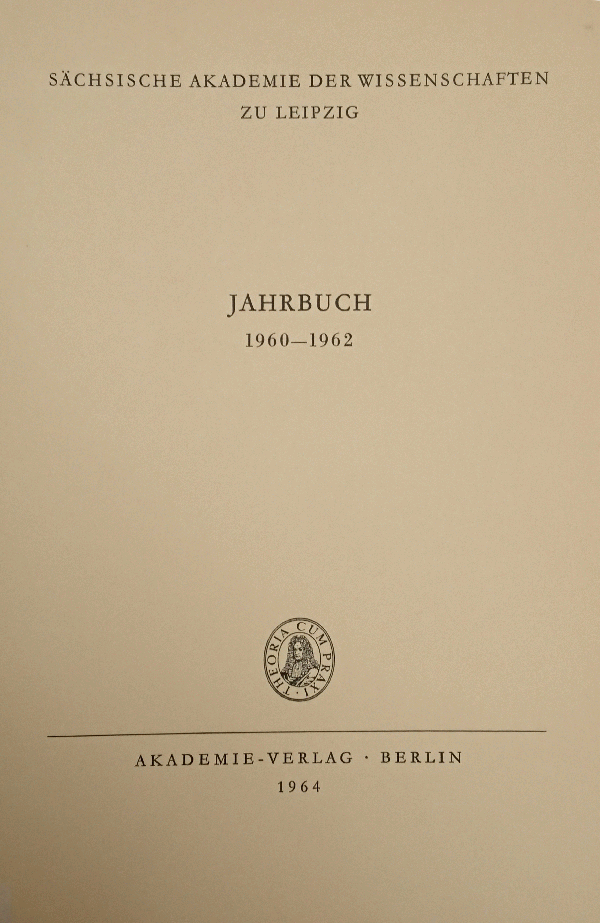 SÄCHSISCHE AKADEMIE DER WISSENSCHAFTEN
ZU LEIPZIG
JAHRBUCH
1960—1962
THEORIA CUM PRAXI ·
AKADEMIE-VERLAG · BERLIN
1964